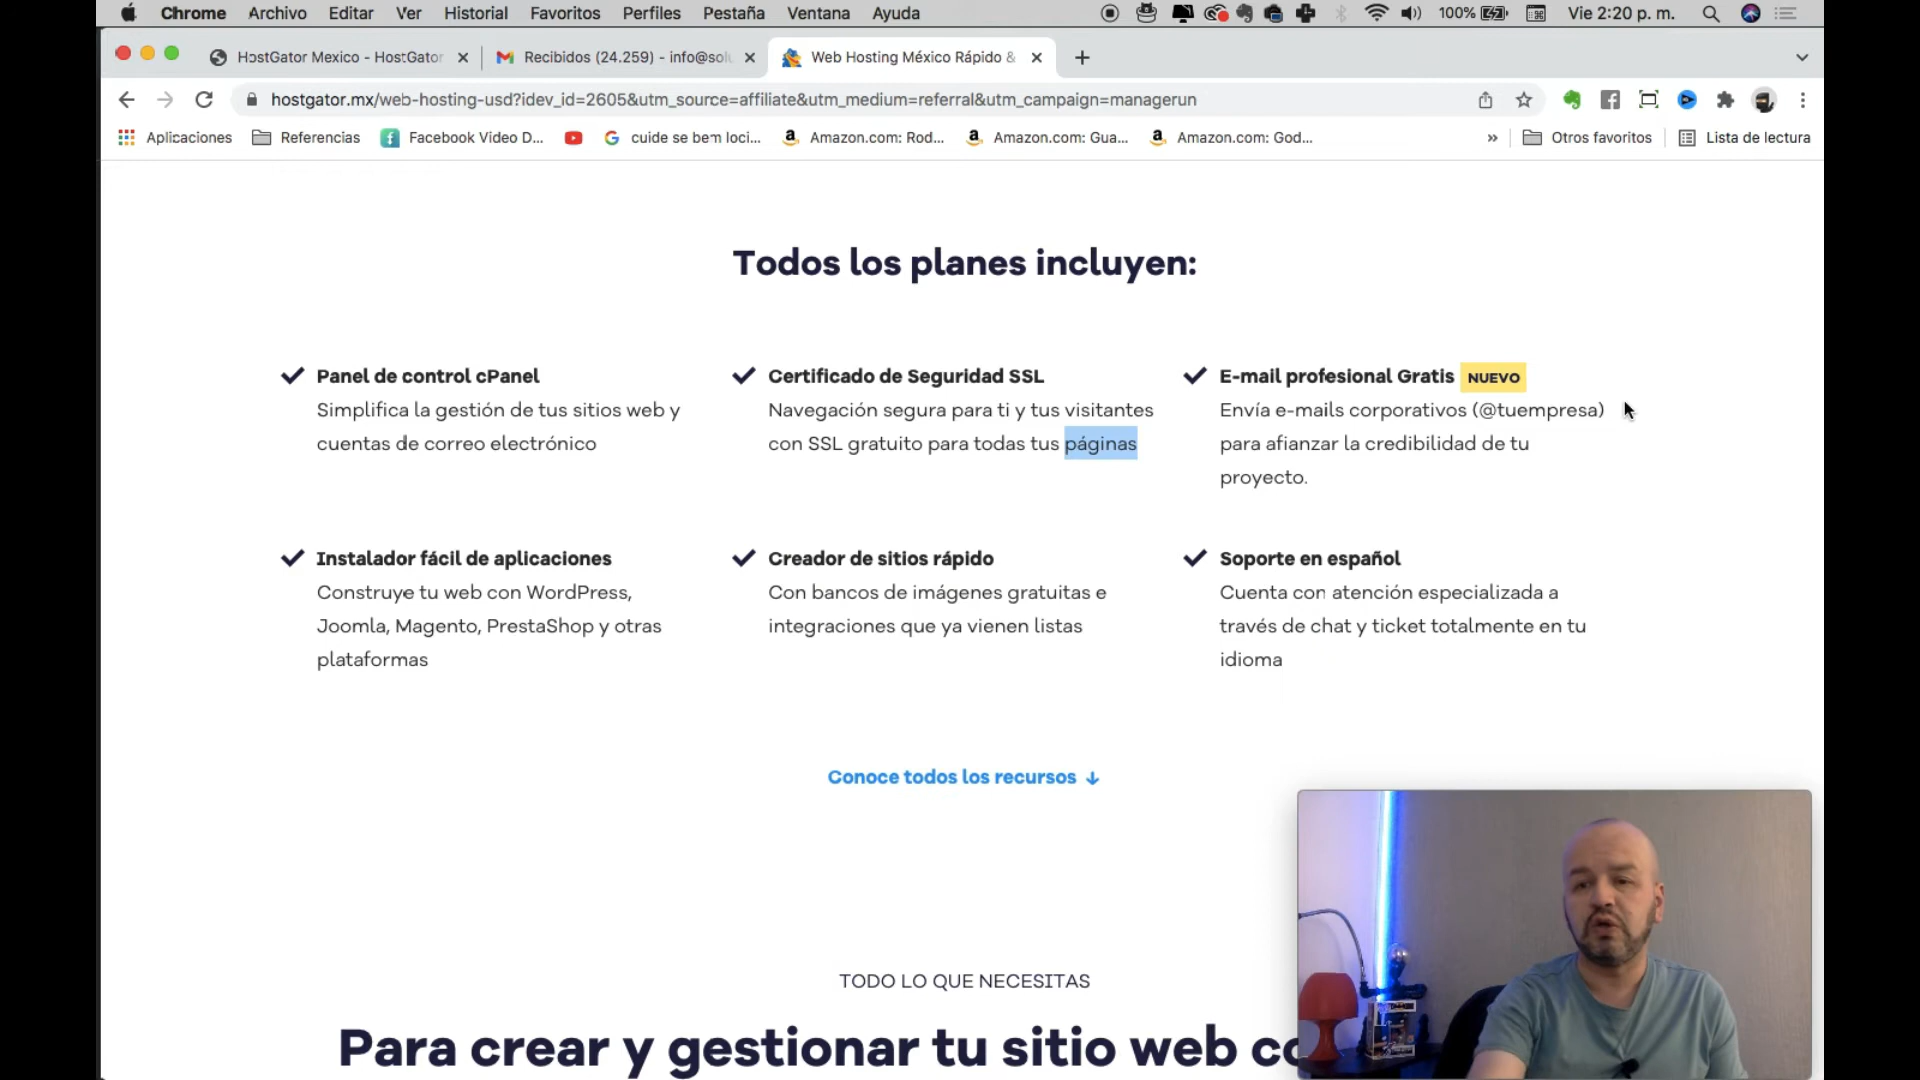 Chrome Archivo Editar Ver Historial Favoritos Perfiles Pestaña Ventana Ayuda 100% Vie 2:20 p. m.
HostGator Mexico - HostGator Recibidos (24.259) - info@solu Web Hosting México Rápido &
hostgator.mx/web-hosting-usd?idev_id=2605&utm_source=affiliate&utm_medium=referral&utm_campaign=managerun
Aplicaciones Referencias Facebook Video D... cuide se bem loci... Amazon.com: Rod... Amazon.com: Gua... Amazon.com: God... » Otros favoritos Lista de lectura
Todos los planes incluyen:
Panel de control cPanel
Simplifica la gestión de tus sitios web y
cuentas de correo electrónico
Certificado de Seguridad SSL
Navegación segura para ti y tus visitantes
con SSL gratuito para todas tus páginas
E-mail profesional Gratis NUEVO
Envía e-mails corporativos (@tuempresa)
para afianzar la credibilidad de tu
proyecto.
Instalador fácil de aplicaciones
Construye tu web con WordPress,
Joomla, Magento, PrestaShop y otras
plataformas
Creador de sitios rápido
Con bancos de imágenes gratuitas e
integraciones que ya vienen listas
Soporte en español
Cuenta con atención especializada a
través de chat y ticket totalmente en tu
idioma
Conoce todos los recursos ↓
TODO LO QUE NECESITAS
Para crear y gestionar tu sitio web co